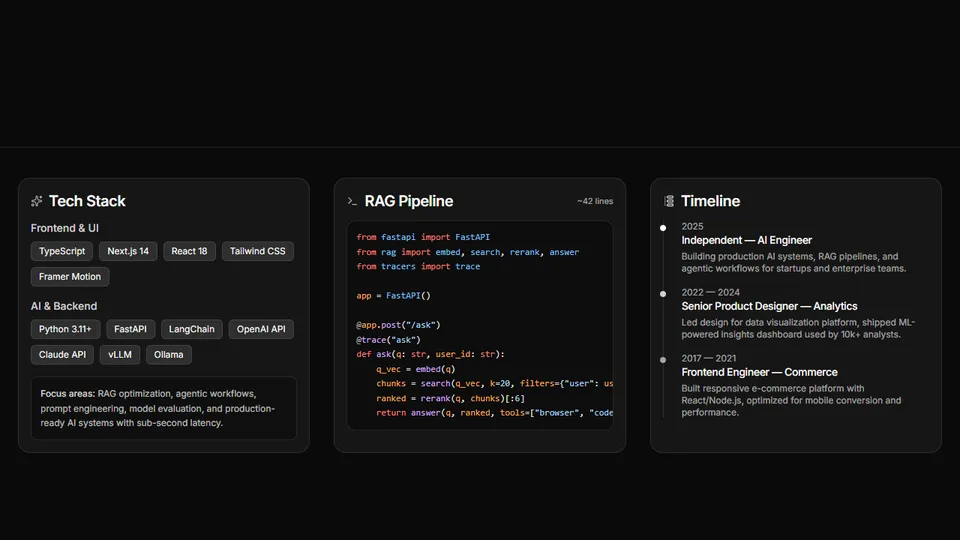 Tech Stack
Frontend & UI
TypeScript
Next.js 14
React 18
Tailwind CSS
Framer Motion
AI & Backend
Python 3.11+
FastAPI
LangChain
OpenAI API
Claude API
vLLM
Ollama
Focus areas: RAG optimization, agentic workflows,
prompt engineering, model evaluation, and production-
ready AI systems with sub-second latency.
RAG Pipeline
~42 lines
from fastapi import FastAPI
from rag import embed, search, rerank, answer
from tracers import trace
app = FastAPI()
@app.post("/ask")
@trace("ask")
def ask(q: str, user_id: str):
q_vec = embed(q)
chunks = search(q_vec, k=20, filters={"user": us
ranked = rerank(q, chunks)[:6]
return answer(q, ranked, tools=["browser", "code
Timeline
2025
Independent — AI Engineer
Building production AI systems, RAG pipelines, and
agentic workflows for startups and enterprise teams.
2022 — 2024
Senior Product Designer — Analytics
Led design for data visualization platform, shipped ML-
powered insights dashboard used by 10k+ analysts.
2017 — 2021
Frontend Engineer — Commerce
Built responsive e-commerce platform with
React/Node.js, optimized for mobile conversion and
performance.